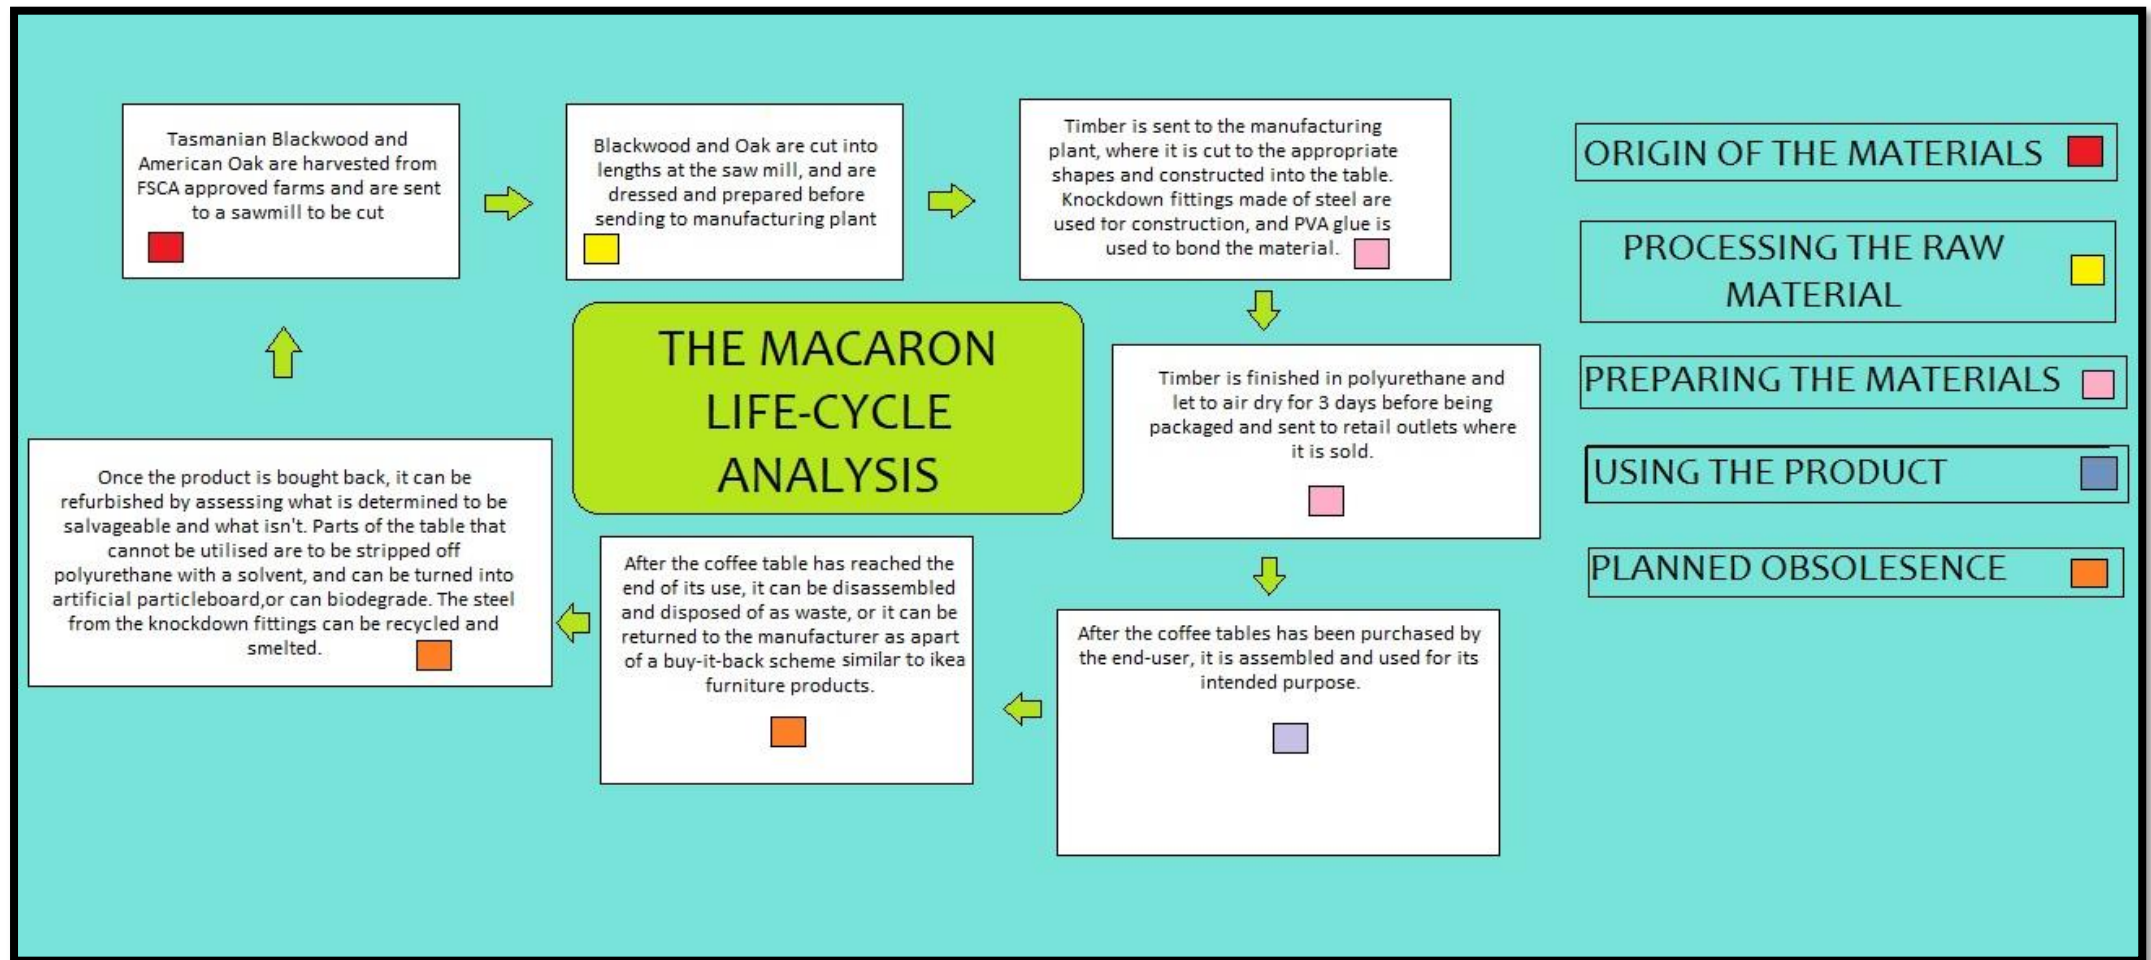 Tasmanian Blackwood and
American Oak are harvested from
FSCA approved farms and are sent
to a sawmill to be cut
Blackwood and Oak are cut into
lengths at the saw mill, and are
dressed and prepared before
sending to manufacturing plant
Timber is sent to the manufacturing
plant, where it is cut to the appropriate
shapes and constructed into the table.
Knockdown fittings made of steel are
used for construction, and PVA glue is
used to bond the material.
Timber is finished in polyurethane and
let to air dry for 3 days before being
packaged and sent to retail outlets where
it is sold.
After the coffee tables has been purchased by
the end-user, it is assembled and used for its
intended purpose.
After the coffee table has reached the
end of its use, it can be disassembled
and disposed of as waste, or it can be
returned to the manufacturer as apart
of a buy-it-back scheme similar to ikea
furniture products.
Once the product is bought back, it can be
refurbished by assessing what is determined to be
salvageable and what isn't. Parts of the table that
cannot be utilised are to be stripped off
polyurethane with a solvent, and can be turned into
artificial particleboard,or can biodegrade. The steel
from the knockdown fittings can be recycled and
smelted.
THE MACARON
LIFE-CYCLE
ANALYSIS
ORIGIN OF THE MATERIALS
PROCESSING THE RAW
MATERIAL
PREPARING THE MATERIALS
USING THE PRODUCT
PLANNED OBSOLESENCE